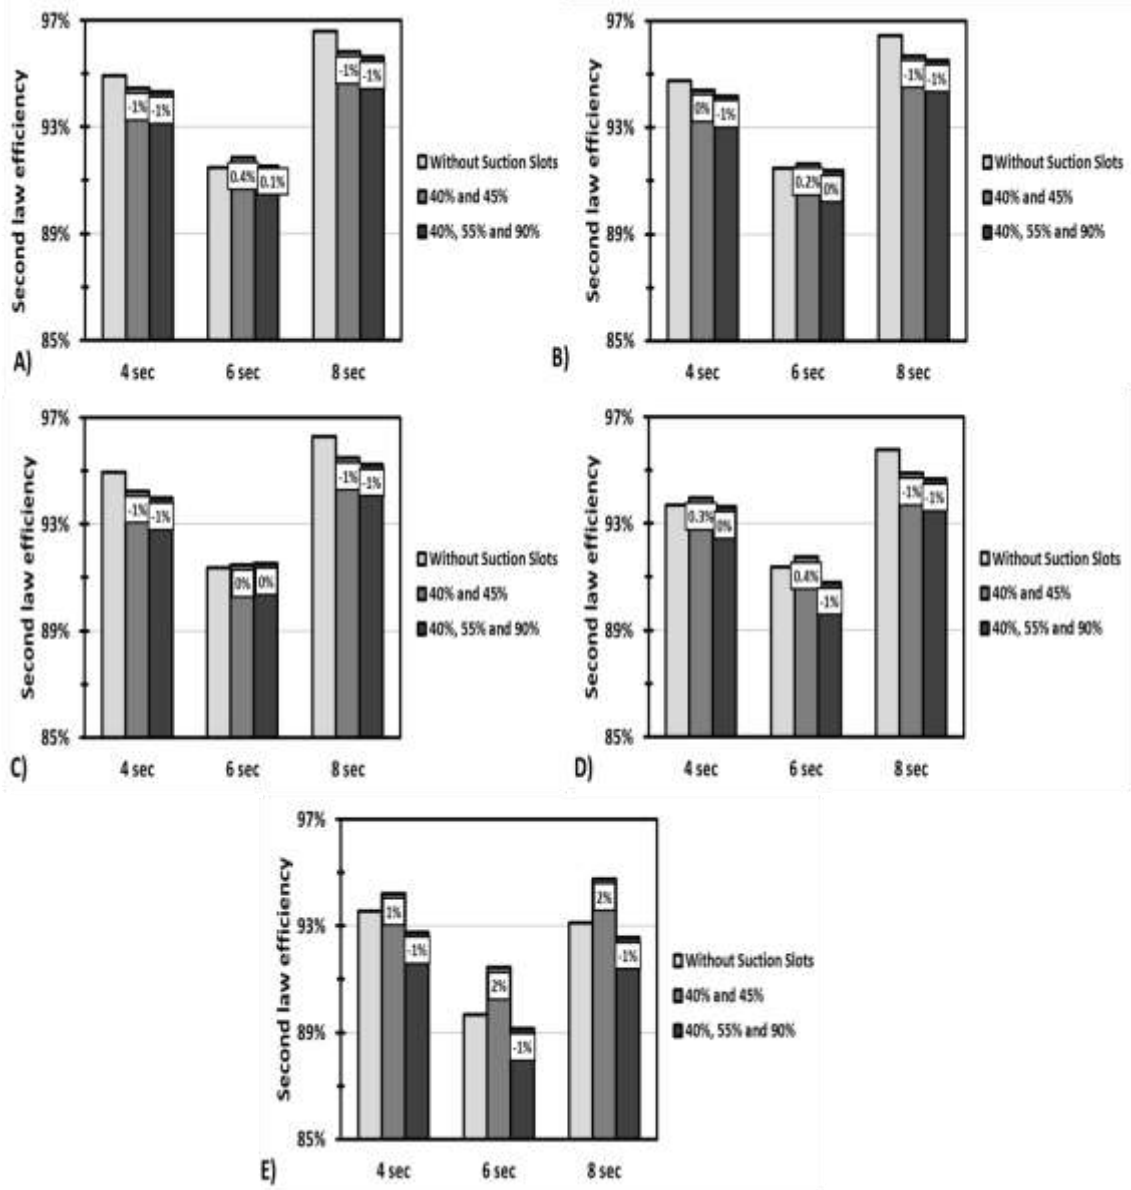 97%
93%
89%
85%
Second law efficiency
-1% -1%
0.4% 0.1%
-1% -1%
4 sec 6 sec 8 sec
Without Suction Slots
40% and 45%
40%, 55% and 90%
A)
97%
93%
89%
85%
Second law efficiency
0% -1%
0.2% 0%
-1% -1%
4 sec 6 sec 8 sec
Without Suction Slots
40% and 45%
40%, 55% and 90%
B)
97%
93%
89%
85%
Second law efficiency
-1% -1%
0% 0%
-1% -1%
4 sec 6 sec 8 sec
Without Suction Slots
40% and 45%
40%, 55% and 90%
C)
97%
93%
89%
85%
Second law efficiency
0.3% 0%
0.4% -1%
-1% -1%
4 sec 6 sec 8 sec
Without Suction Slots
40% and 45%
40%, 55% and 90%
D)
97%
93%
89%
85%
Second law efficiency
1% -1%
2% -1%
2% -1%
4 sec 6 sec 8 sec
Without Suction Slots
40% and 45%
40%, 55% and 90%
E)